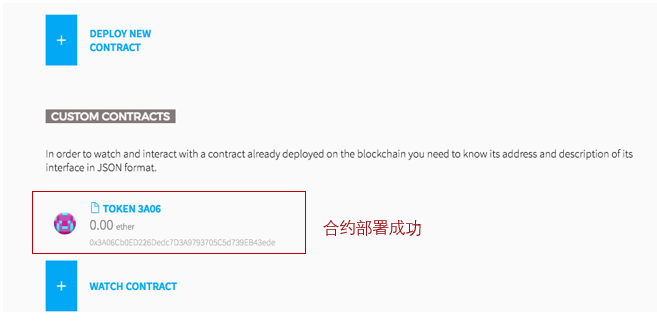 + DEPLOY NEW
CONTRACT
CUSTOM CONTRACTS
In order to watch and interact with a contract already deployed on the blockchain you need to know its address and description of its
interface in JSON format.
TOKEN 3A06
0.00 ether
0x3A06Cb0ED226Dedc7D3A9793705C5d739EB43ede
合约部署成功
+ WATCH CONTRACT